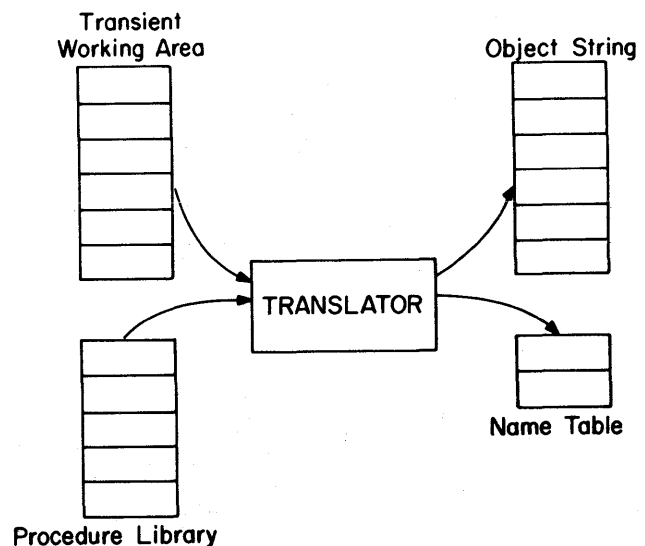 Transient
Working Area
Object String
TRANSLATOR
Name Table
Procedure Library